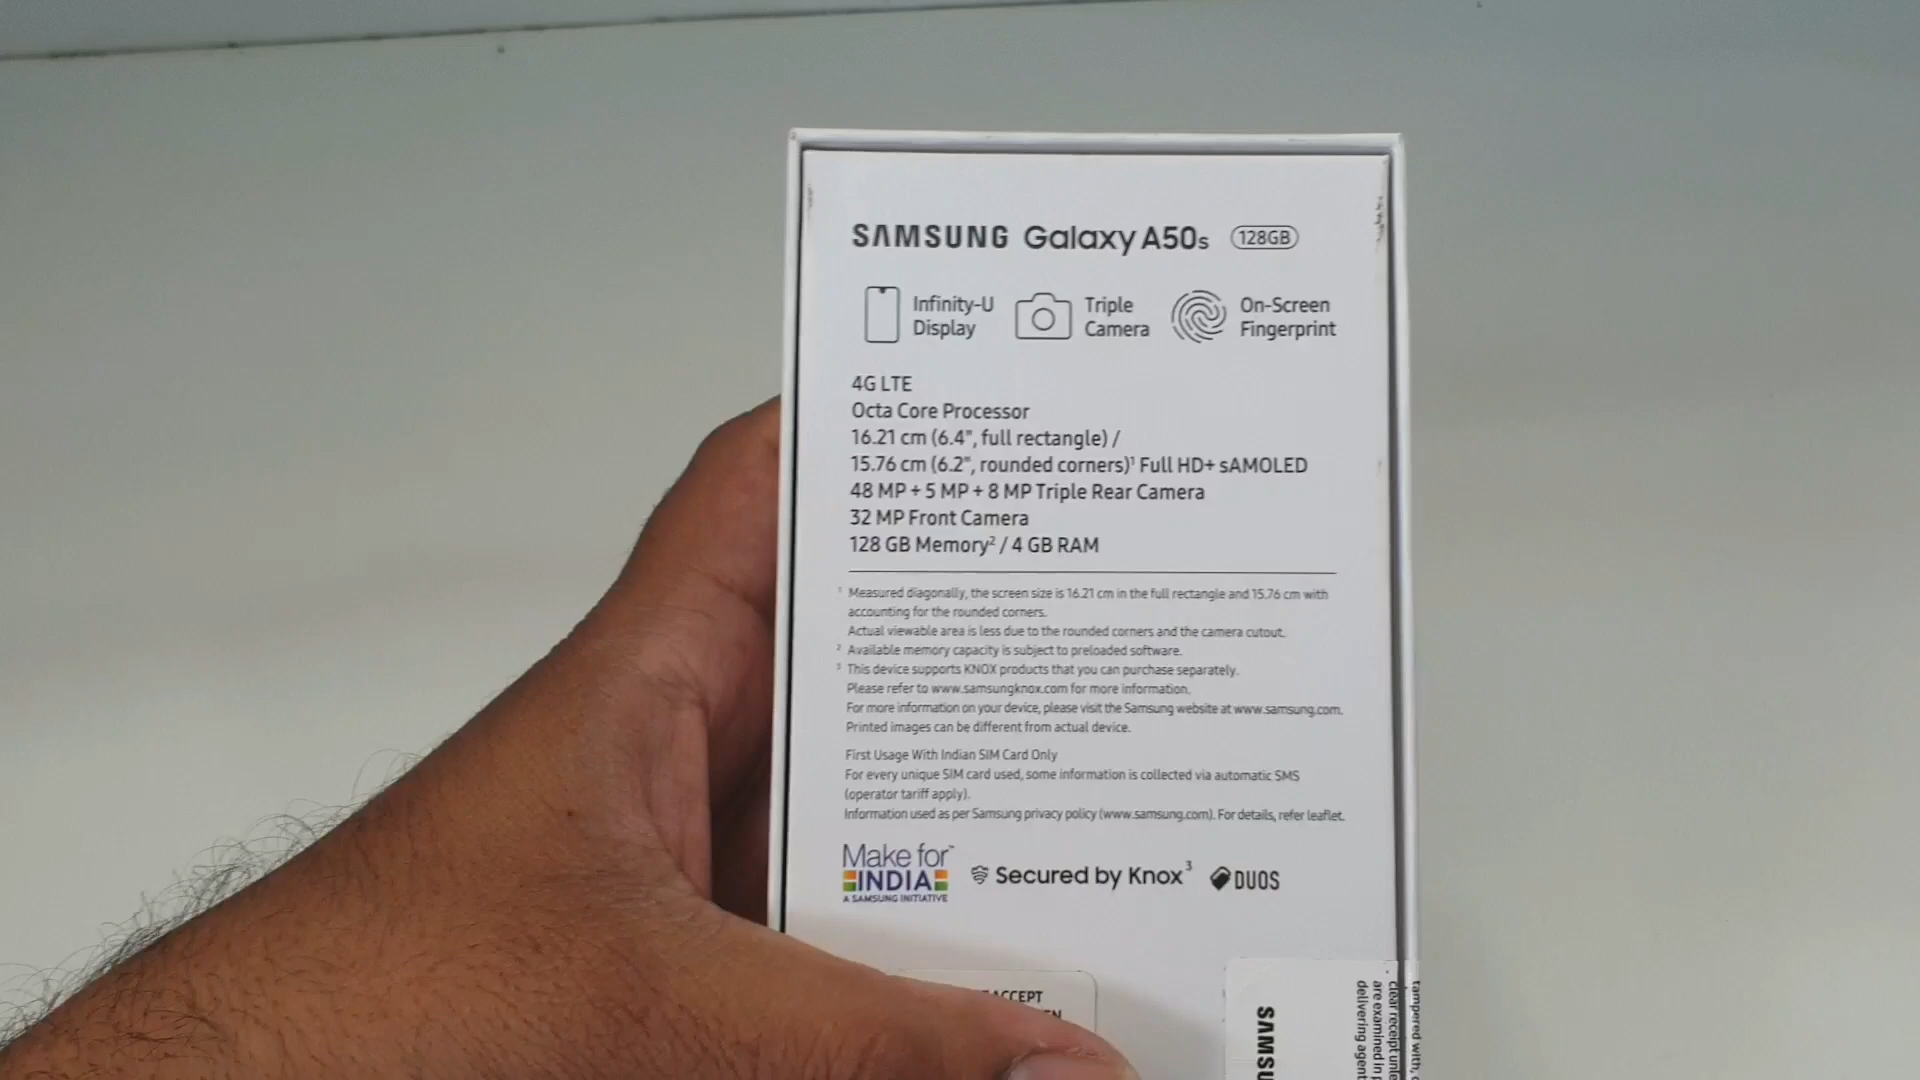 SAMSUNG Galaxy A50s 128GB
Infinity-U
Display
Triple
Camera
On-Screen
Fingerprint
4G LTE
Octa Core Processor
16.21 cm (6.4", full rectangle) /
15.76 cm (6.2", rounded corners)¹ Full HD+ sAMOLED
48 MP + 5 MP + 8 MP Triple Rear Camera
32 MP Front Camera
128 GB Memory² / 4 GB RAM
¹ Measured diagonally, the screen size is 16.21 cm in the full rectangle and 15.76 cm with
accounting for the rounded corners.
Actual viewable area is less due to the rounded corners and the camera cutout.
² Available memory capacity is subject to preloaded software.
³ This device supports KNOX products that you can purchase separately.
Please refer to www.samsungknox.com for more information.
For more information on your device, please visit the Samsung website at www.samsung.com.
Printed images can be different from actual device.
First Usage With Indian SIM Card Only
For every unique SIM card used, some information is collected via automatic SMS
(operator tariff apply).
Information used as per Samsung privacy policy (www.samsung.com). For details, refer leaflet.
Make for™
INDIA
A SAMSUNG INITIATIVE
Secured by Knox³
DUOS
ACCEPT
SAMSU
tampered with,
clear receipt unle
are examined in
delivering agent